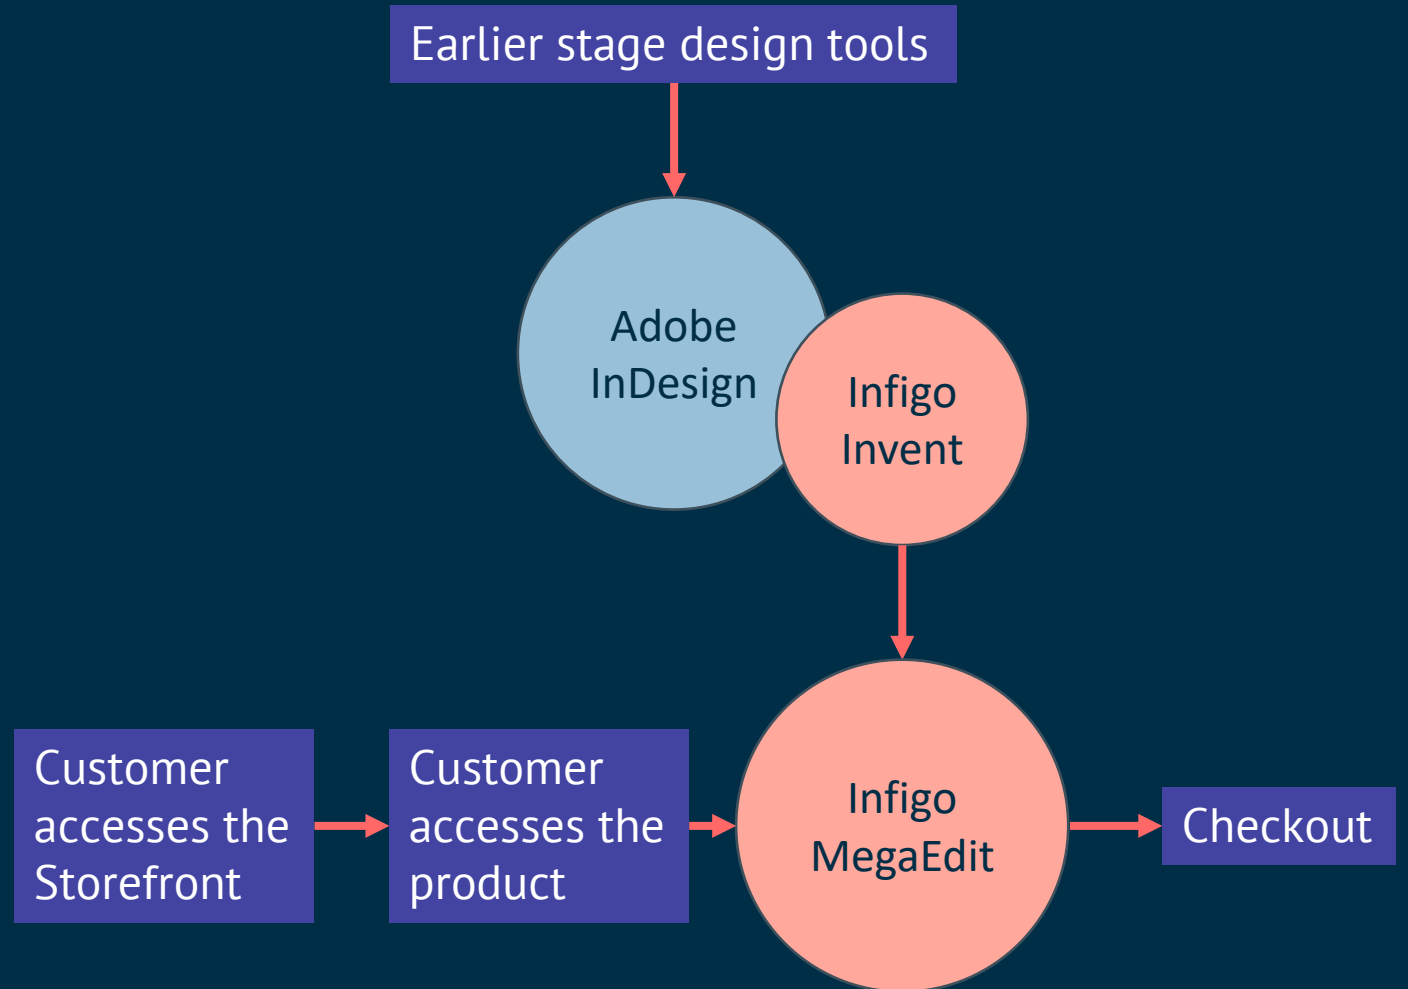 Earlier stage design tools
Adobe
InDesign
Infigo
Invent
Customer
accesses the
Storefront
Customer
accesses the
product
Infigo
MegaEdit
Checkout